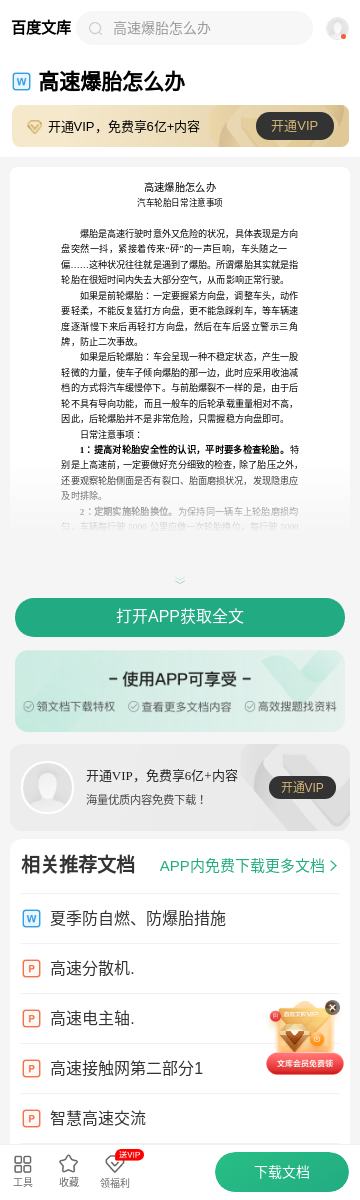 百度文库
高速爆胎怎么办
高速爆胎怎么办
开通VIP，免费享6亿+内容
开通VIP
高速爆胎怎么办
汽车轮胎日常注意事项
爆胎是高速行驶时意外又危险的状况，具体表现是方向
盘突然一抖，紧接着传来“砰”的一声巨响，车头随之一
偏……这种状况往往就是遇到了爆胎。所谓爆胎其实就是指
轮胎在很短时间内失去大部分空气，从而影响正常行驶。
如果是前轮爆胎：一定要握紧方向盘，调整车头，动作
要轻柔，不能反复猛打方向盘，更不能急踩刹车，等车辆速
度逐渐慢下来后再轻打方向盘，然后在车后竖立警示三角
牌，防止二次事故。
如果是后轮爆胎：车会呈现一种不稳定状态，产生一股
轻微的力量，使车子倾向爆胎的那一边，此时应采用收油减
档的方式将汽车缓慢停下。与前胎爆裂不一样的是，由于后
轮不具有导向功能，而且一般车的后轮承载重量相对不高，
因此，后轮爆胎并不是非常危险，只需握稳方向盘即可。
日常注意事项：
1：提高对轮胎安全性的认识，平时要多检查轮胎。特
别是上高速前，一定要做好充分细致的检查，除了胎压之外，
还要观察轮胎侧面是否有裂口、胎面磨损状况，发现隐患应
及时排除。
2：定期实施轮胎换位。为保持同一辆车上轮胎磨损均
匀，车辆每行驶 5000 公里应做一次轮胎换位，每行驶 5000
打开APP获取全文
– 使用APP可享受 –
领文档下载特权
查看更多文档内容
高效搜题找资料
开通VIP，免费享6亿+内容
海量优质内容免费下载！
开通VIP
相关推荐文档
APP内免费下载更多文档
夏季防自燃、防爆胎措施
高速分散机.
高速电主轴.
高速接触网第二部分1
智慧高速交流
百度文库VIP
文库会员免费领
工具
收藏
送VIP
领福利
下载文档